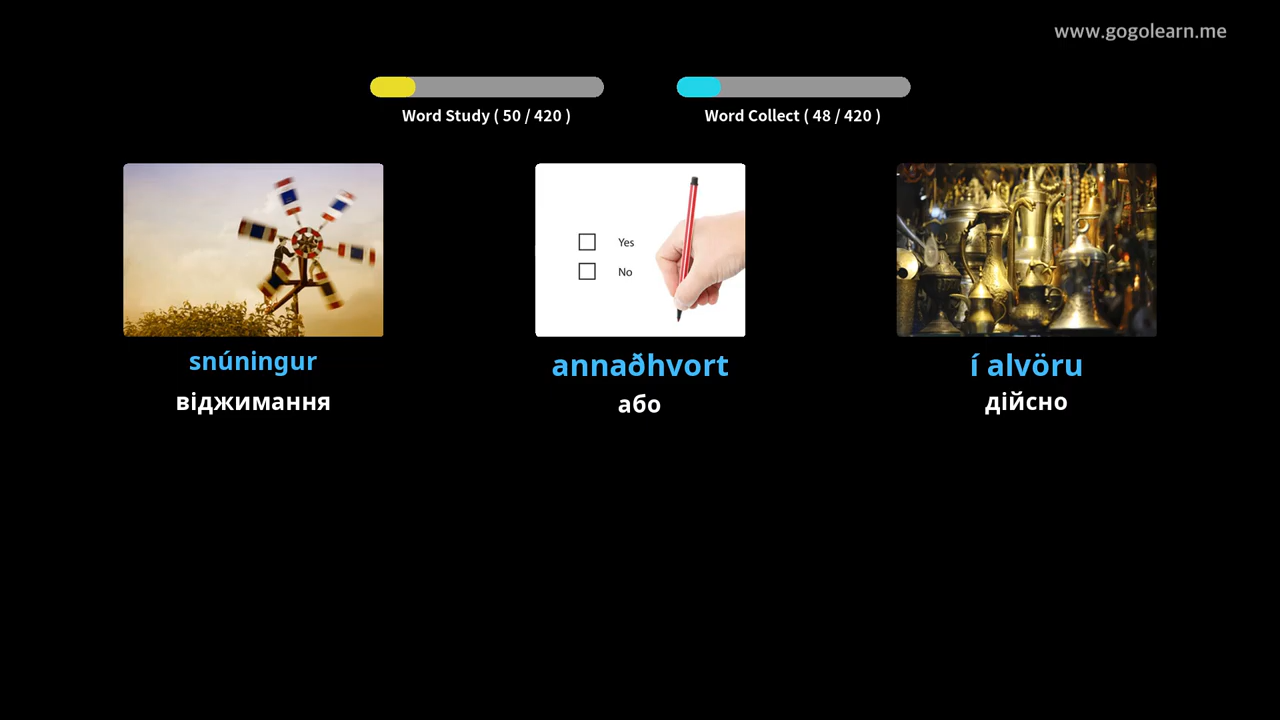 www.gogolearn.me
Word Study ( 50 / 420 )
Word Collect ( 48 / 420 )
Yes
No
snúningur
annaðhvort
í alvöru
віджимання
або
дійсно